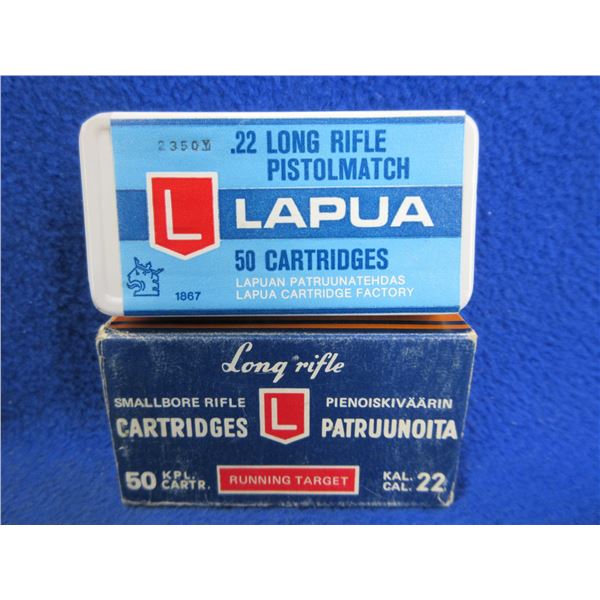 2350Y .22 LONG RIFLE
PISTOLMATCH
L LAPUA
50 CARTRIDGES
LAPUAN PATRUUNATEHDAS
1867 LAPUA CARTRIDGE FACTORY
Long rifle
SMALLBORE RIFLE L PIENOISKIVÄÄRIN
CARTRIDGES PATRUUNOITA
50 KPL. CARTR. RUNNING TARGET KAL. CAL. 22